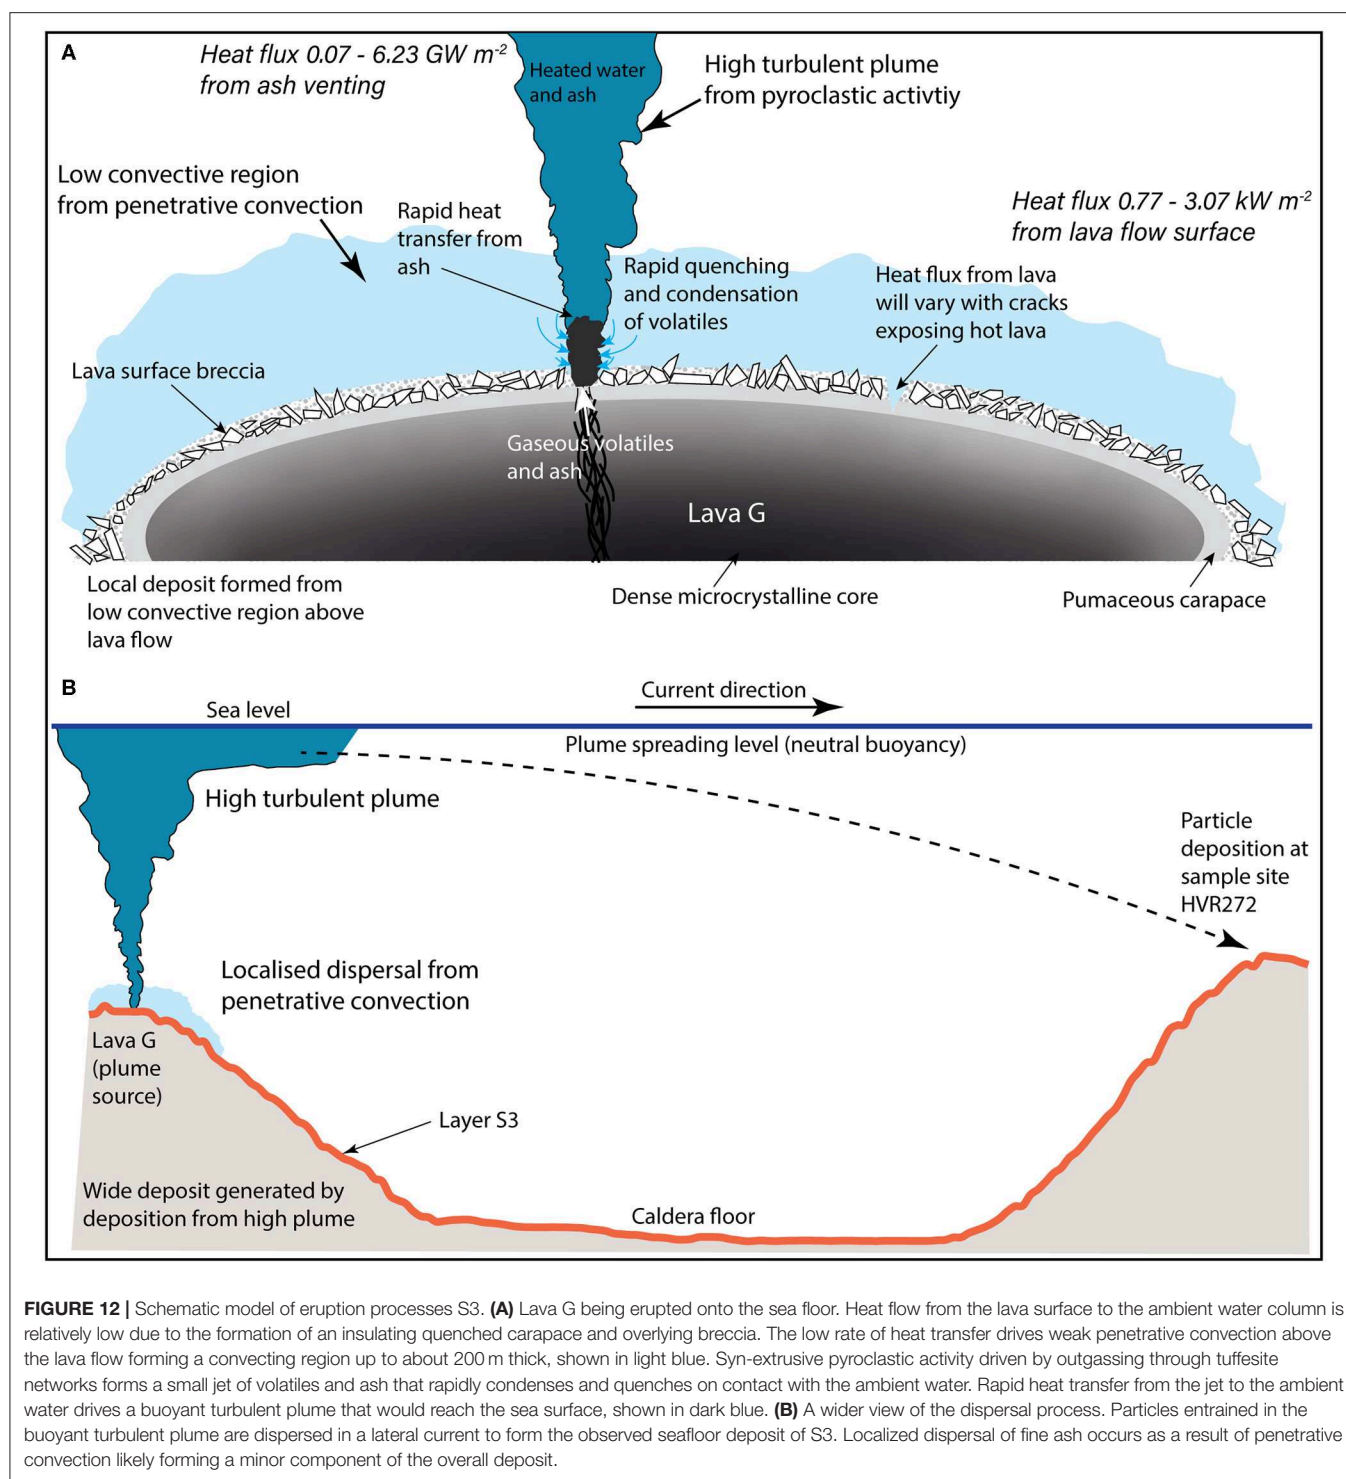 A
Heat flux 0.07 - 6.23 GW m-2
from ash venting
Heated water
and ash
High turbulent plume
from pyroclastic activtiy
Low convective region
from penetrative convection
Rapid heat
transfer from
ash
Heat flux 0.77 - 3.07 kW m-2
from lava flow surface
Rapid quenching
and condensation
of volatiles
Heat flux from lava
will vary with cracks
exposing hot lava
Lava surface breccia
Gaseous volatiles
and ash
Lava G
Local deposit formed from
low convective region above
lava flow
Dense microcrystalline core
Pumaceous carapace
B
Current direction
Sea level
Plume spreading level (neutral buoyancy)
High turbulent plume
Particle
deposition at
sample site
HVR272
Localised dispersal from
penetrative convection
Lava G
(plume
source)
Layer S3
Wide deposit generated by
deposition from high plume
Caldera floor
FIGURE 12 | Schematic model of eruption processes S3. (A) Lava G being erupted onto the sea floor. Heat flow from the lava surface to the ambient water column is
relatively low due to the formation of an insulating quenched carapace and overlying breccia. The low rate of heat transfer drives weak penetrative convection above
the lava flow forming a convecting region up to about 200 m thick, shown in light blue. Syn-extrusive pyroclastic activity driven by outgassing through tuffesite
networks forms a small jet of volatiles and ash that rapidly condenses and quenches on contact with the ambient water. Rapid heat transfer from the jet to the ambient
water drives a buoyant turbulent plume that would reach the sea surface, shown in dark blue. (B) A wider view of the dispersal process. Particles entrained in the
buoyant turbulent plume are dispersed in a lateral current to form the observed seafloor deposit of S3. Localized dispersal of fine ash occurs as a result of penetrative
convection likely forming a minor component of the overall deposit.